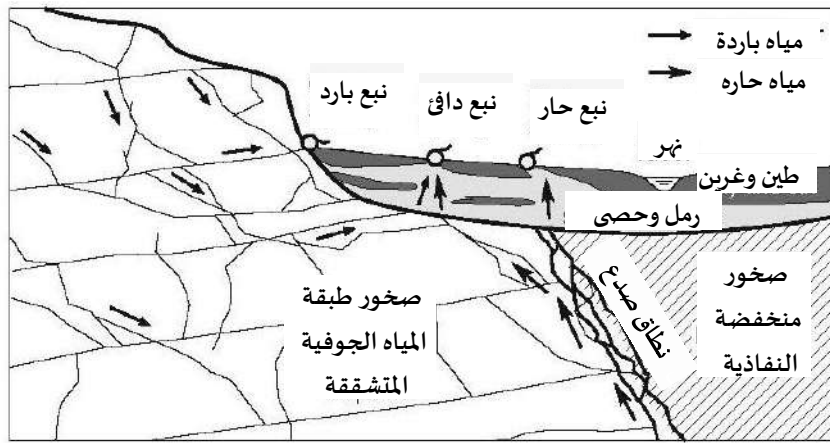 مياه باردة
مياه حاره
نبع بارد
نبع دافئ
نبع حار
نهر
طين وغرين
رمل وحصى
صخور
منخفضة
النفاذية
نطاق صدع
صخور طبقة
المياه الجوفية
المتشققة